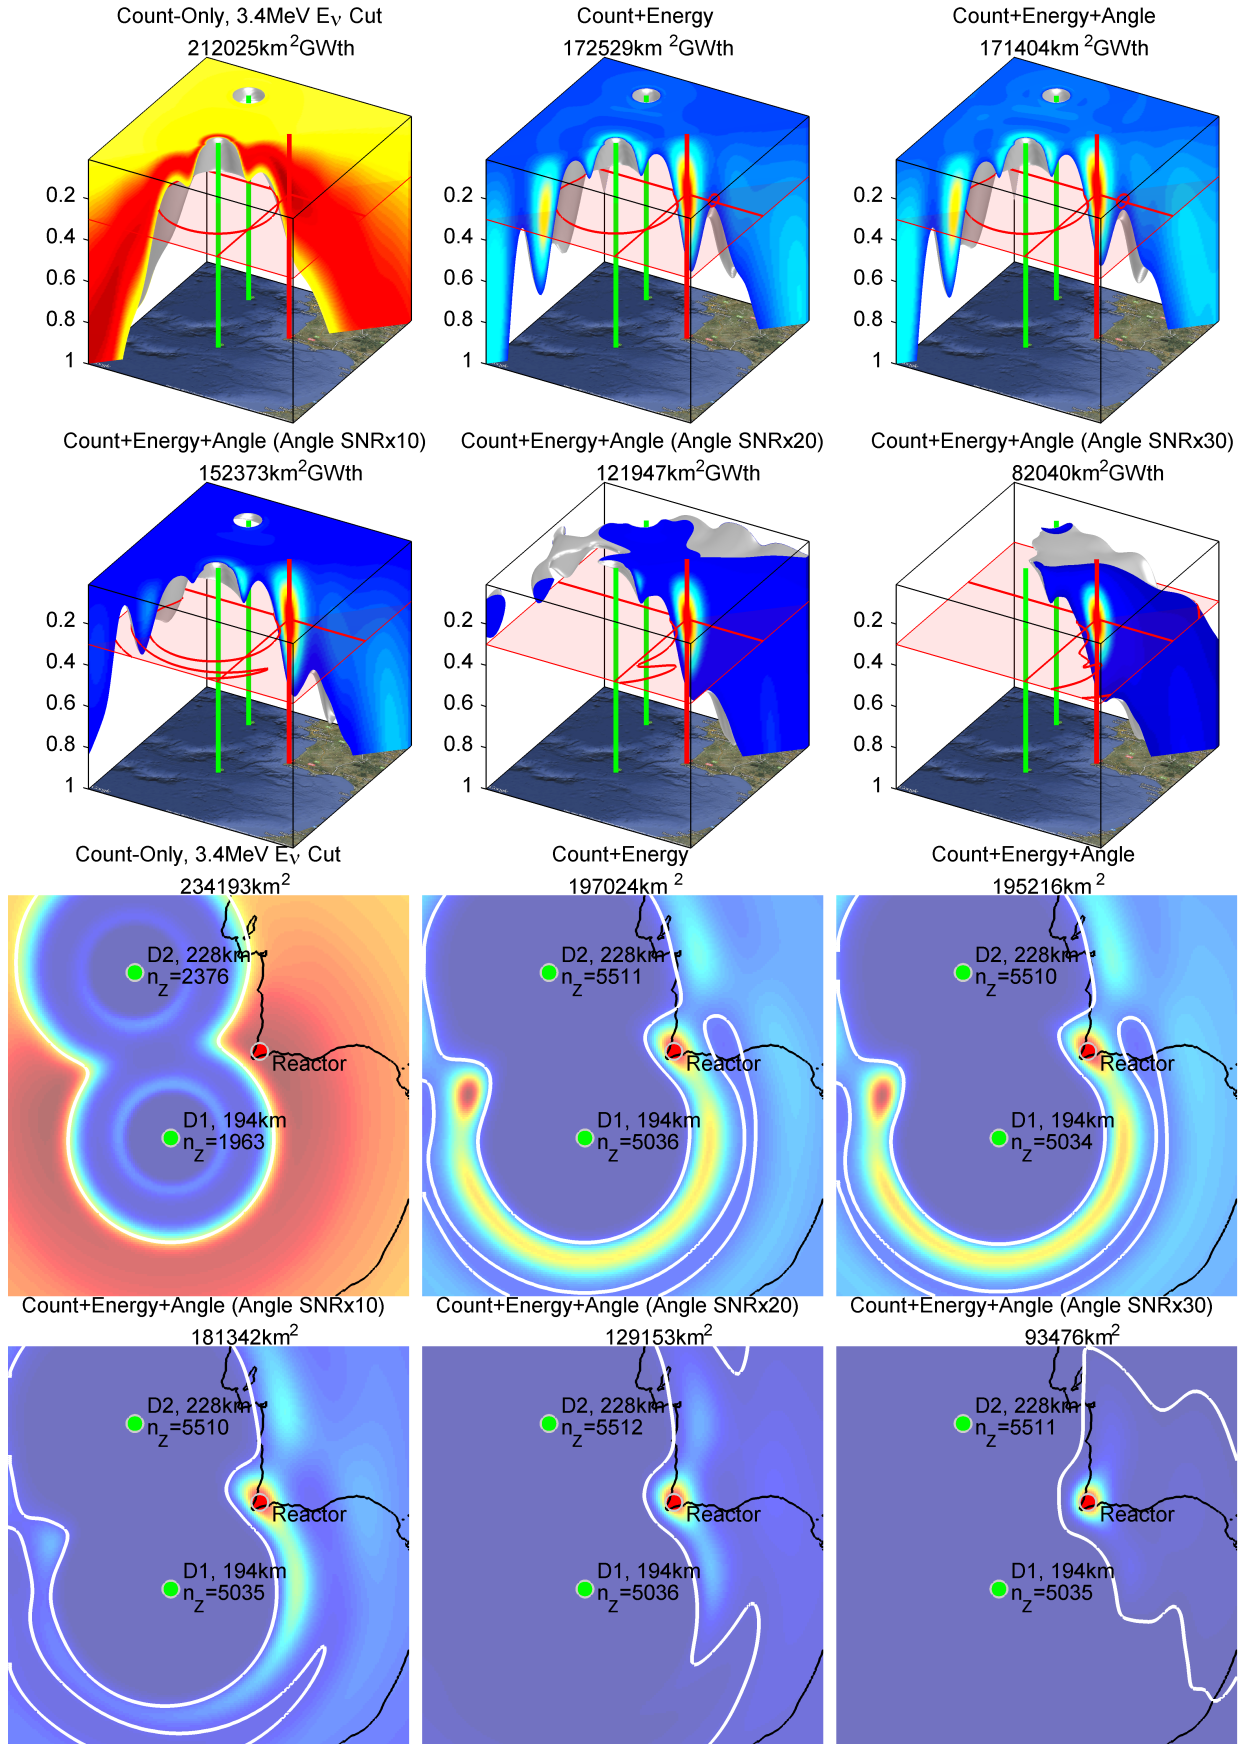 Count-Only, 3.4MeV Eν Cut
212025km²GWth
Count+Energy
172529km ²GWth
Count+Energy+Angle
171404km ²GWth
0.2
0.4
0.6
0.8
1
0.2
0.4
0.6
0.8
1
0.2
0.4
0.6
0.8
1
Count+Energy+Angle (Angle SNRx10)
152373km²GWth
Count+Energy+Angle (Angle SNRx20)
121947km²GWth
Count+Energy+Angle (Angle SNRx30)
82040km²GWth
0.2
0.4
0.6
0.8
1
0.2
0.4
0.6
0.8
1
0.2
0.4
0.6
0.8
1
Count-Only, 3.4MeV Eν Cut
234193km²
D2, 228km
nz=2376
Reactor
D1, 194km
nz=1963
Count+Energy
197024km ²
D2, 228km
nz=5511
Reactor
D1, 194km
nz=5036
Count+Energy+Angle
195216km ²
D2, 228km
nz=5510
Reactor
D1, 194km
nz=5034
Count+Energy+Angle (Angle SNRx10)
181342km²
D2, 228km
nz=5510
Reactor
D1, 194km
nz=5035
Count+Energy+Angle (Angle SNRx20)
129153km²
D2, 228km
nz=5512
Reactor
D1, 194km
nz=5036
Count+Energy+Angle (Angle SNRx30)
93476km²
D2, 228km
nz=5511
Reactor
D1, 194km
nz=5035